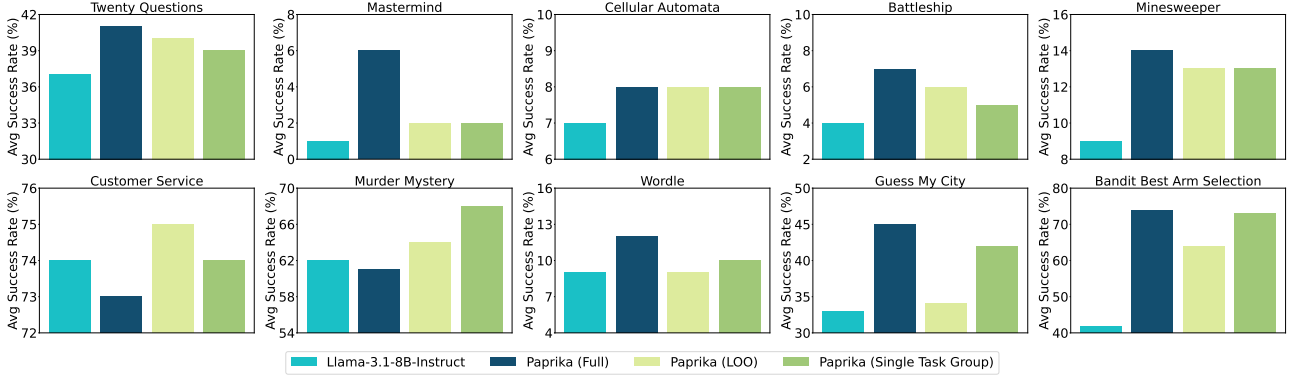 Twenty Questions
Avg Success Rate (%)
42
39
36
33
30
Mastermind
Avg Success Rate (%)
8
6
4
2
0
Cellular Automata
Avg Success Rate (%)
10
9
8
7
6
Battleship
Avg Success Rate (%)
10
8
6
4
2
Minesweeper
Avg Success Rate (%)
16
14
12
10
8
Customer Service
Avg Success Rate (%)
76
75
74
73
72
Murder Mystery
Avg Success Rate (%)
70
66
62
58
54
Wordle
Avg Success Rate (%)
16
13
10
7
4
Guess My City
Avg Success Rate (%)
50
45
40
35
30
Bandit Best Arm Selection
Avg Success Rate (%)
80
70
60
50
40
Llama-3.1-8B-Instruct
Paprika (Full)
Paprika (LOO)
Paprika (Single Task Group)